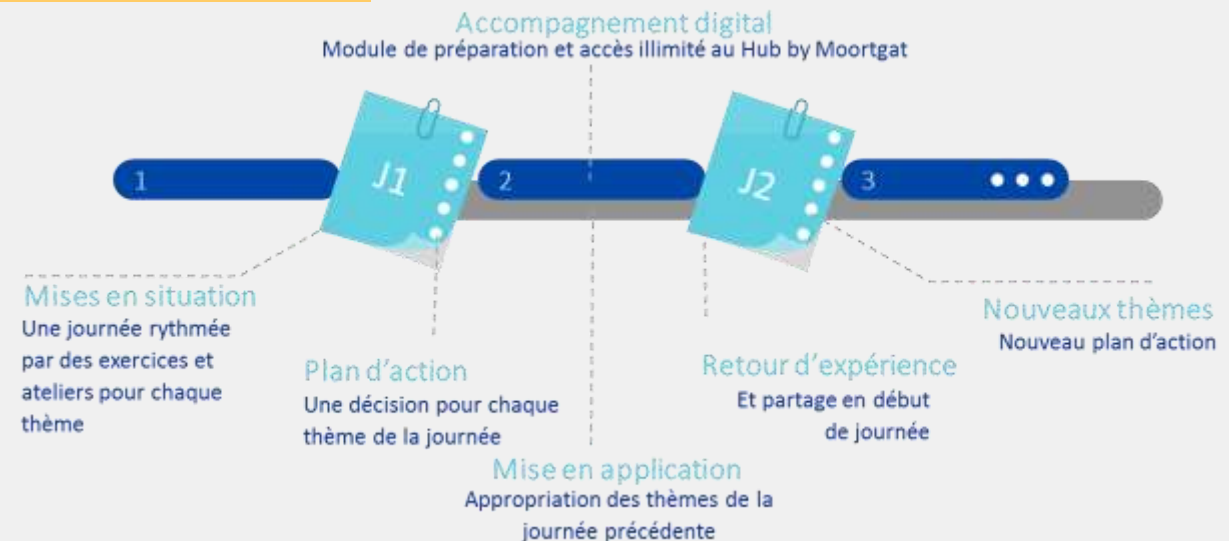 Accompagnement digital
Module de préparation et accès illimité au Hub by Moortgat
1
J1
2
J2
3
Mises en situation
Une journée rythmée
par des exercices et
ateliers pour chaque
thème
Plan d'action
Une décision pour chaque
thème de la journée
Mise en application
Appropriation des thèmes de la
journée précédente
Retour d'expérience
Et partage en début
de journée
Nouveaux thèmes
Nouveau plan d'action